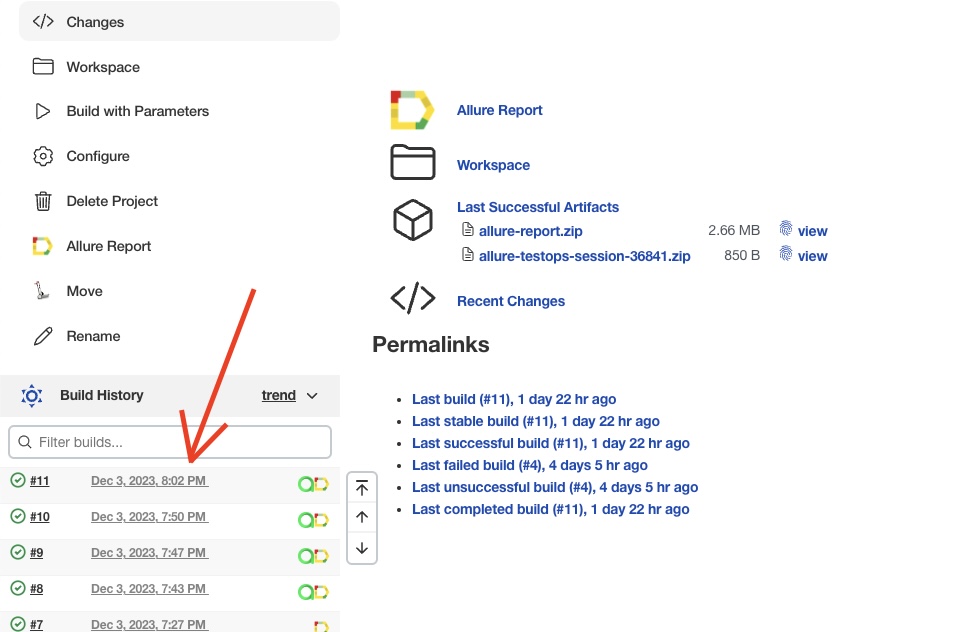 Changes
Workspace
Build with Parameters
Configure
Delete Project
Allure Report
Move
Rename
Build History trend
Filter builds...
#11 Dec 3, 2023, 8:02 PM
#10 Dec 3, 2023, 7:50 PM
#9 Dec 3, 2023, 7:47 PM
#8 Dec 3, 2023, 7:43 PM
#7 Dec 3, 2023, 7:27 PM
Allure Report
Workspace
Last Successful Artifacts
allure-report.zip 2.66 MB view
allure-testops-session-36841.zip 850 B view
Recent Changes
Permalinks
Last build (#11), 1 day 22 hr ago
Last stable build (#11), 1 day 22 hr ago
Last successful build (#11), 1 day 22 hr ago
Last failed build (#4), 4 days 5 hr ago
Last unsuccessful build (#4), 4 days 5 hr ago
Last completed build (#11), 1 day 22 hr ago